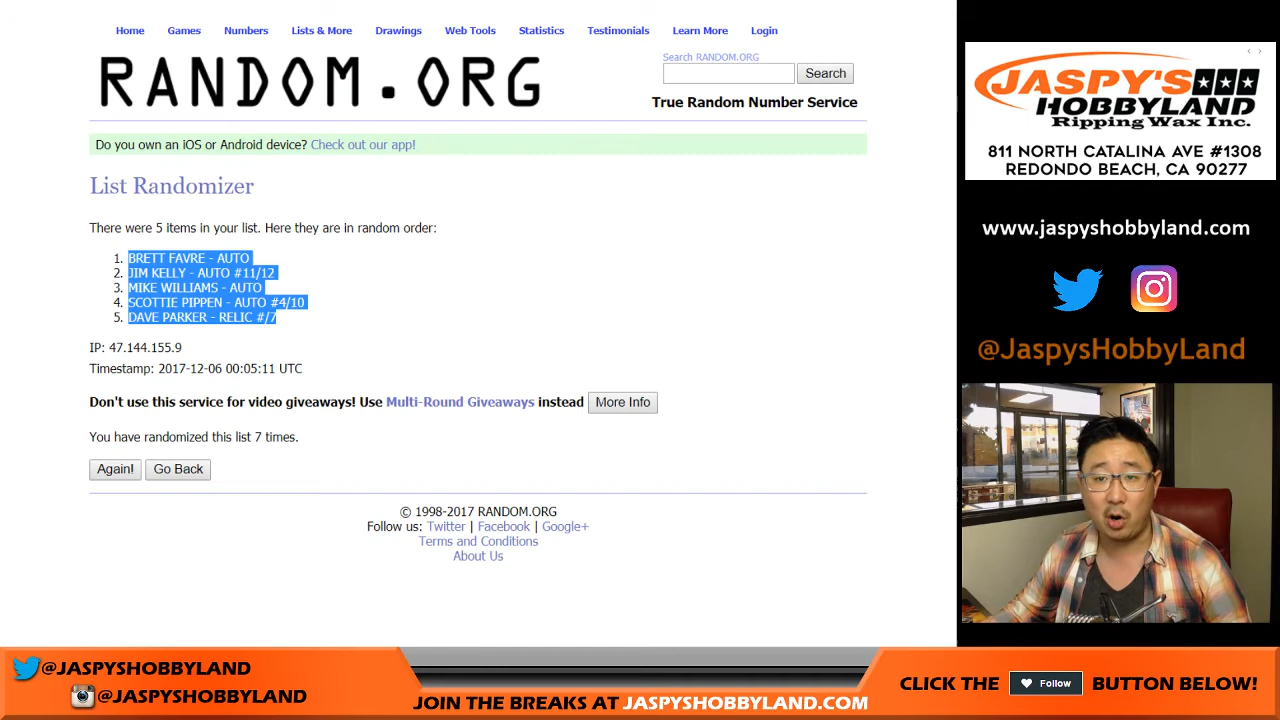 Home Games Numbers Lists & More Drawings Web Tools Statistics Testimonials Learn More Login
RANDOM.ORG
Search RANDOM.ORG
Search
True Random Number Service
Do you own an iOS or Android device? Check out our app!
List Randomizer
There were 5 items in your list. Here they are in random order:
1. BRETT FAVRE - AUTO
2. JIM KELLY - AUTO #11/12
3. MIKE WILLIAMS - AUTO
4. SCOTTIE PIPPEN - AUTO #4/10
5. DAVE PARKER - RELIC #/7
IP: 47.144.155.9
Timestamp: 2017-12-06 00:05:11 UTC
Don't use this service for video giveaways! Use Multi-Round Giveaways instead More Info
You have randomized this list 7 times.
Again! Go Back
© 1998-2017 RANDOM.ORG
Follow us: Twitter | Facebook | Google+
Terms and Conditions
About Us
JASPY'S
HOBBYLAND
Ripping Wax Inc.
811 NORTH CATALINA AVE #1308
REDONDO BEACH, CA 90277
www.jaspyshobbyland.com
@JaspysHobbyLand
@JASPYSHOBBYLAND
@JASPYSHOBBYLAND
JOIN THE BREAKS AT JASPYSHOBBYLAND.COM
CLICK THE Follow BUTTON BELOW!